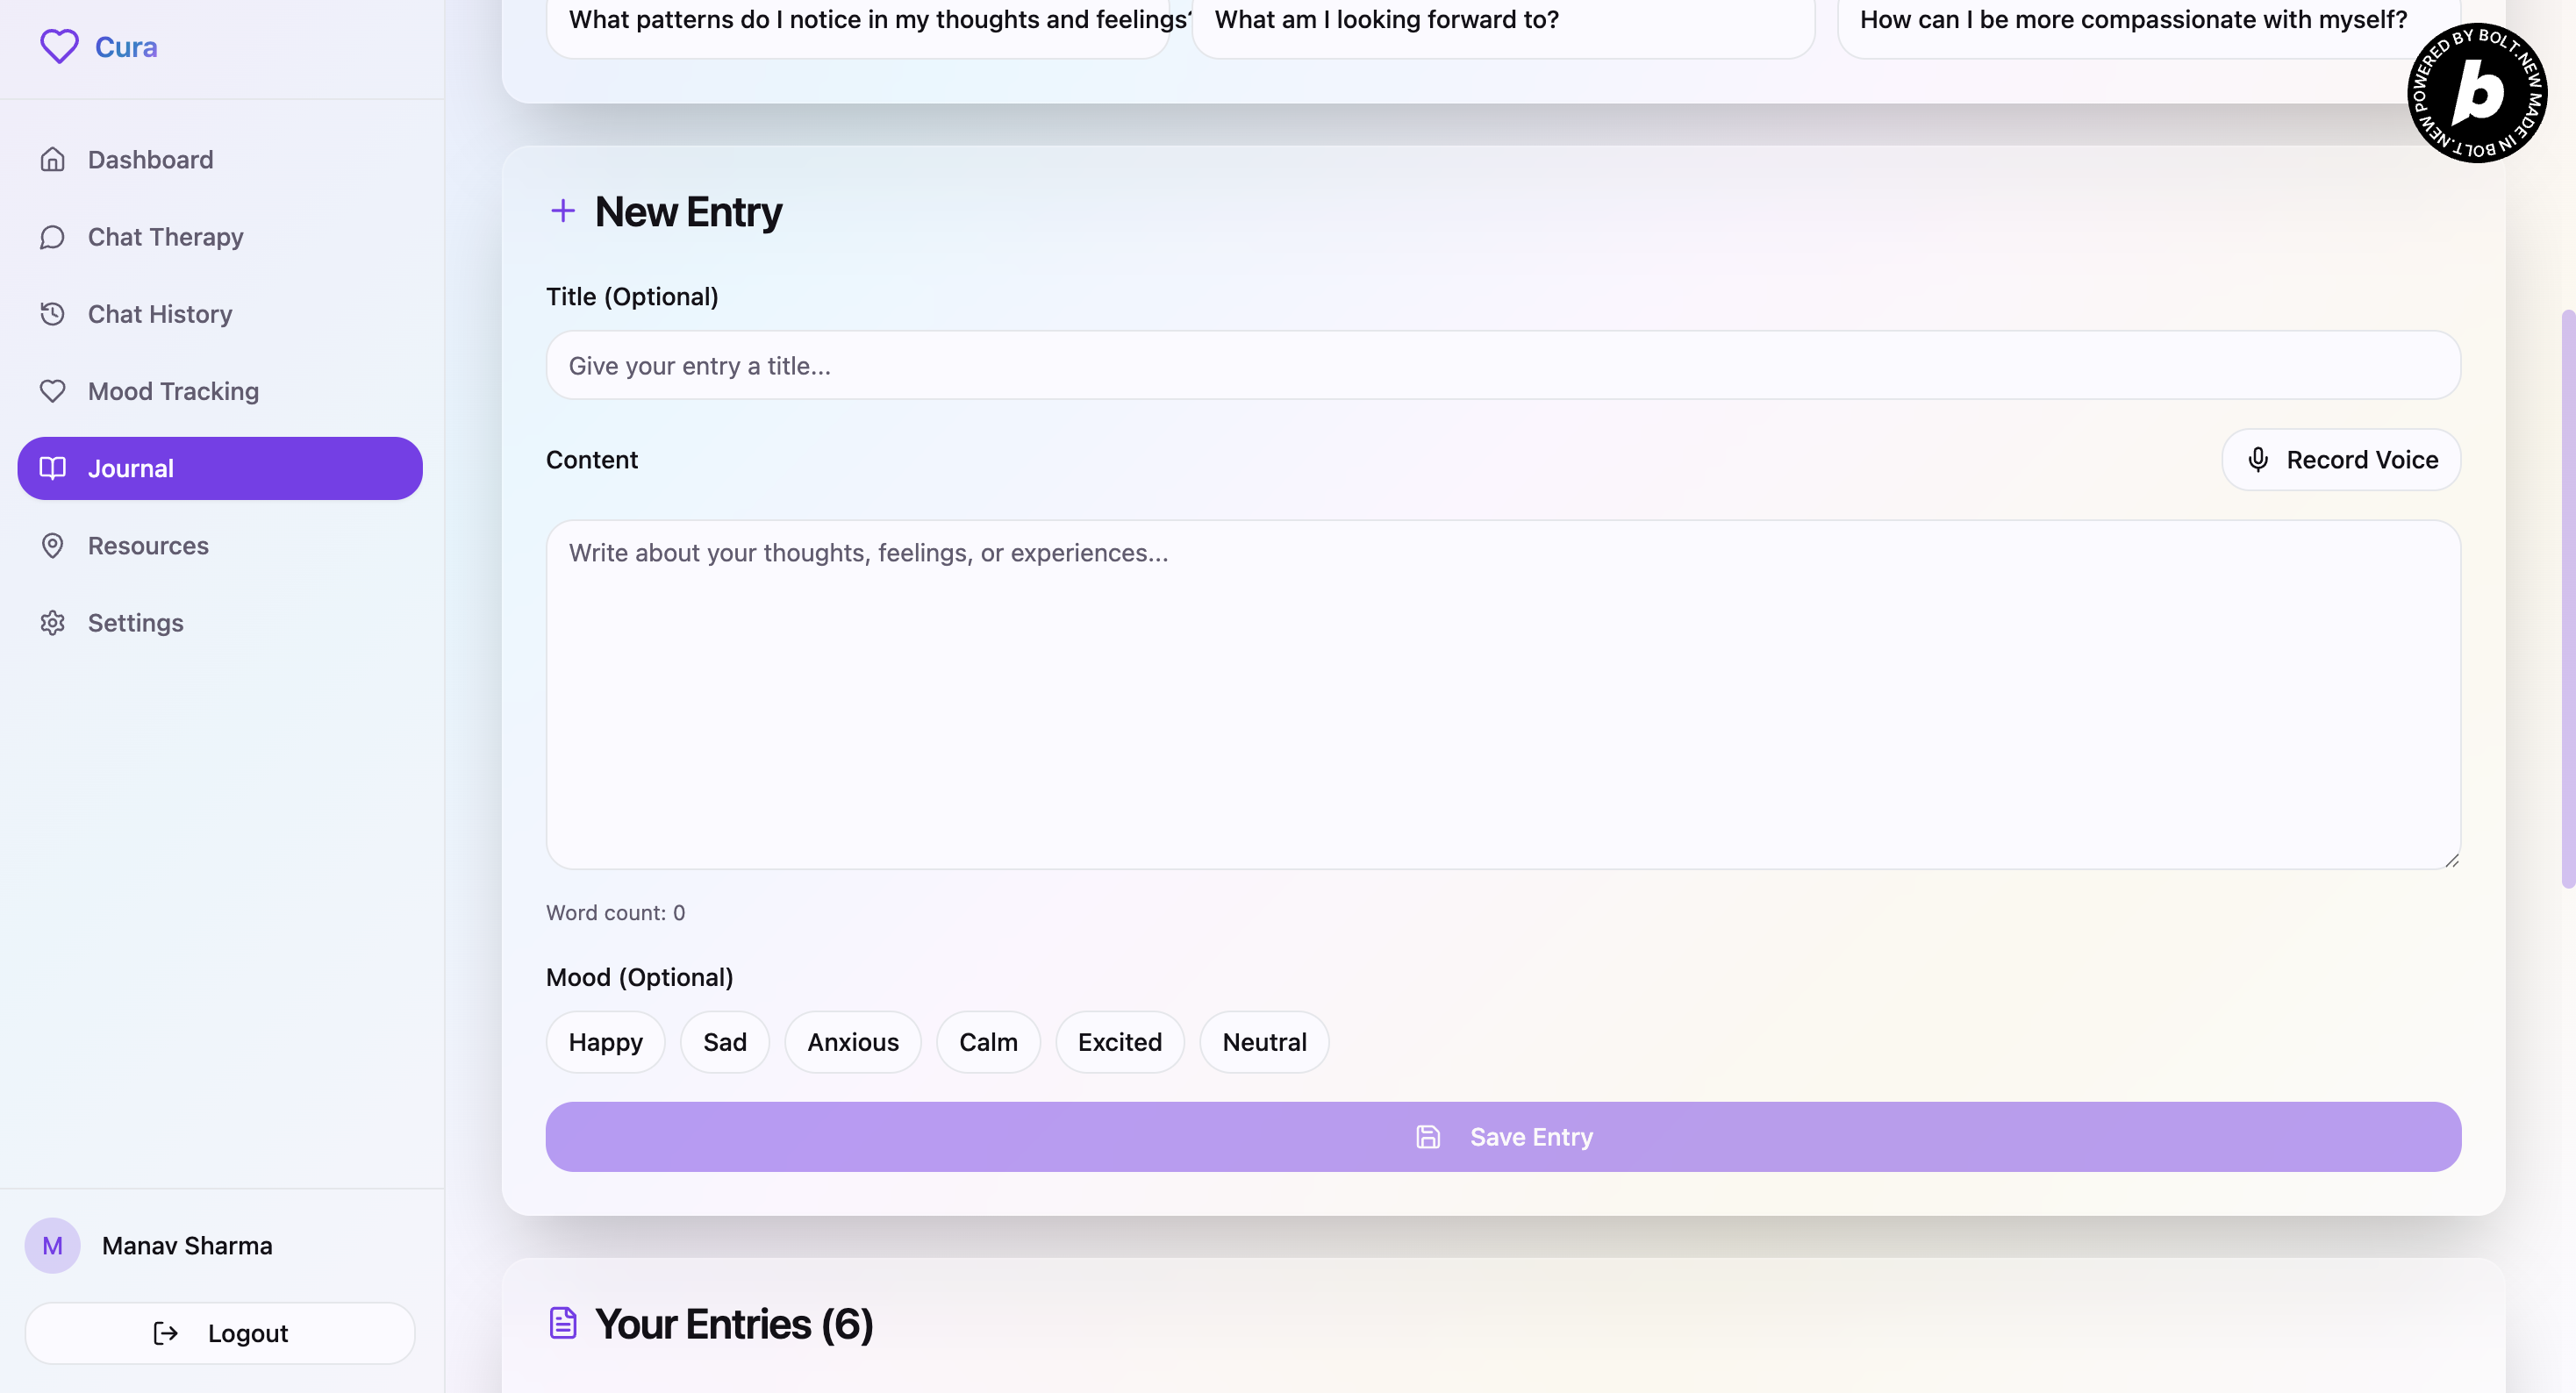 Cura
Dashboard
Chat Therapy
Chat History
Mood Tracking
Journal
Resources
Settings
Manav Sharma
M
Logout
What patterns do I notice in my thoughts and feelings?
What am I looking forward to?
How can I be more compassionate with myself?
POWERED BY BOLT.NEW MADE IN BOLT.NEW
b
New Entry
Title (Optional)
Give your entry a title...
Content
Record Voice
Write about your thoughts, feelings, or experiences...
Word count: 0
Mood (Optional)
Happy
Sad
Anxious
Calm
Excited
Neutral
Save Entry
Your Entries (6)